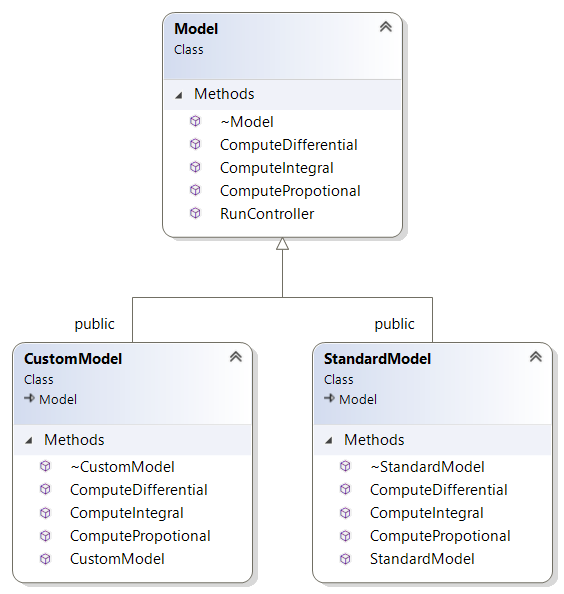 Model
Class
Methods
~Model
ComputeDifferential
ComputeIntegral
ComputePropotional
RunController
public
public
CustomModel
Class
Model
Methods
~CustomModel
ComputeDifferential
ComputeIntegral
ComputePropotional
CustomModel
StandardModel
Class
Model
Methods
~StandardModel
ComputeDifferential
ComputeIntegral
ComputePropotional
StandardModel